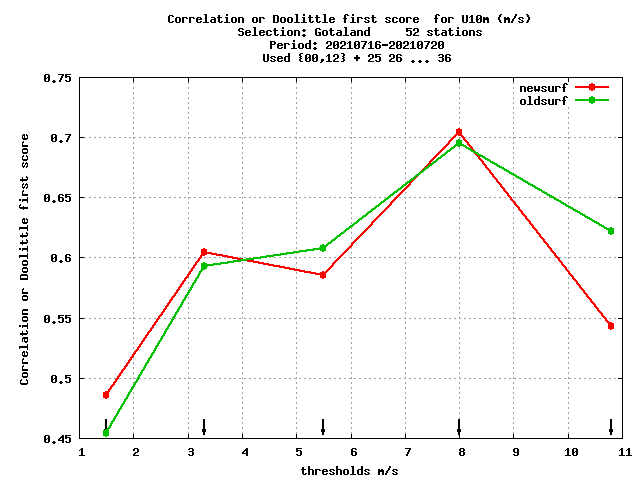 Correlation or Doolittle first score  for U10m (m/s)
Selection: Gotaland     52 stations
Period: 20210716-20210720
Used {00,12} + 25 26 ... 36
newsurf
oldsurf
0.75
0.7
0.65
0.6
0.55
0.5
0.45
Correlation or Doolittle first score
1 2 3 4 5 6 7 8 9 10 11
thresholds m/s